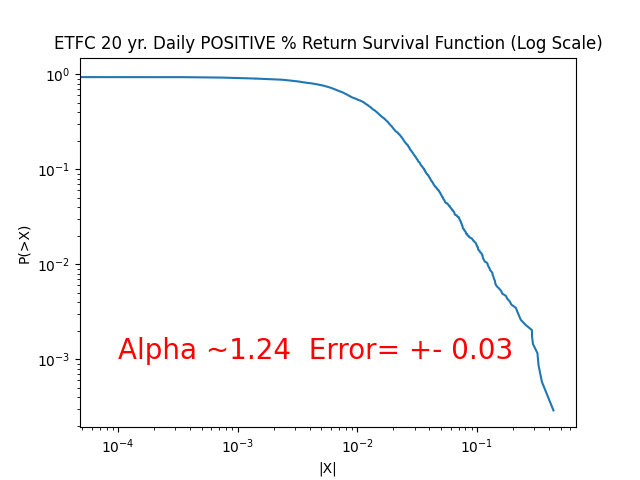 ETFC 20 yr. Daily POSITIVE % Return Survival Function (Log Scale)
10⁰
10⁻¹
10⁻²
10⁻³
P(>X)
Alpha ~1.24  Error= +- 0.03
10⁻⁴ 10⁻³ 10⁻² 10⁻¹
|X|